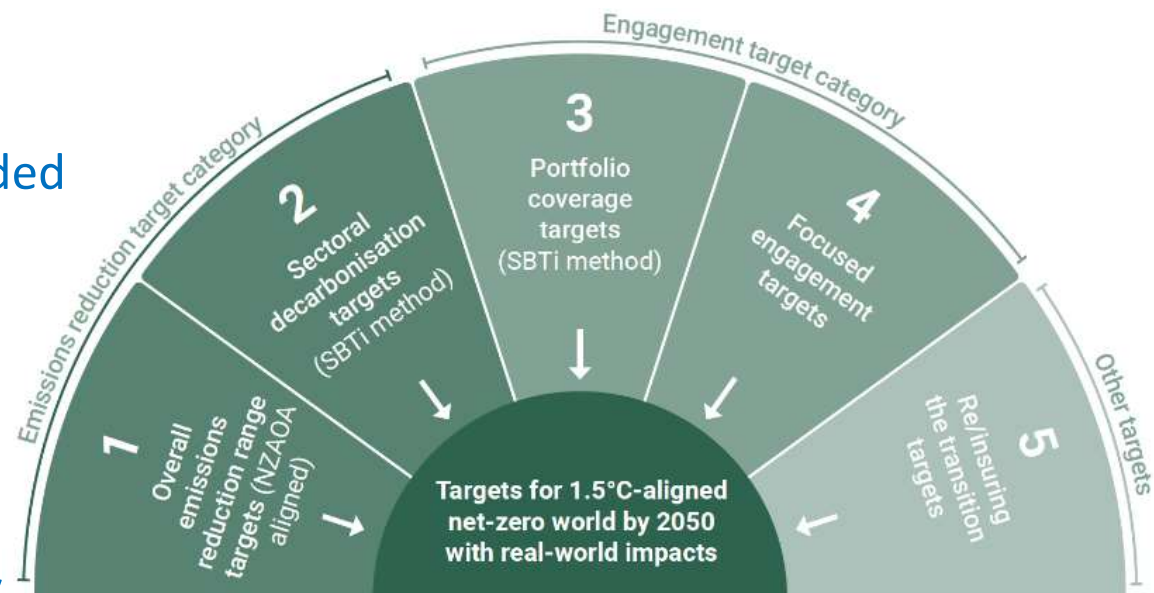 ded
Emissions reduction target category
Engagement target category
Other targets
1
Overall
emissions
reduction range
targets (NZAOA
aligned)
2
Sectoral
decarbonisation
targets
(SBTi method)
3
Portfolio
coverage
targets
(SBTi method)
4
Focused
engagement
targets
5
Re/insuring
the transition
targets
Targets for 1.5°C-aligned
net-zero world by 2050
with real-world impacts